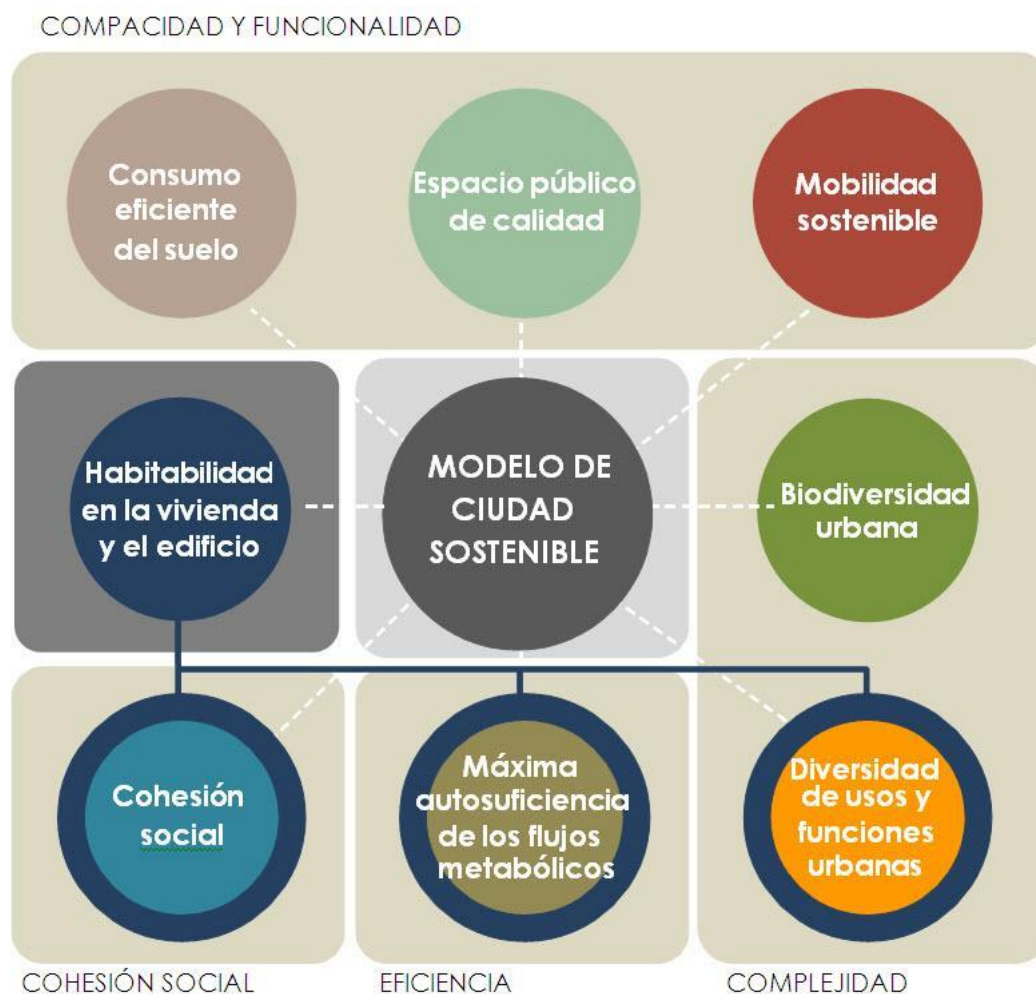 COMPACIDAD Y FUNCIONALIDAD
Consumo
eficiente
del suelo
Espacio público
de calidad
Mobilidad
sostenible
Habitabilidad
en la vivienda
y el edificio
MODELO DE
CIUDAD
SOSTENIBLE
Biodiversidad
urbana
Cohesión
social
Máxima
autosuficiencia
de los flujos
metabólicos
Diversidad
de usos y
funciones
urbanas
COHESIÓN SOCIAL
EFICIENCIA
COMPLEJIDAD